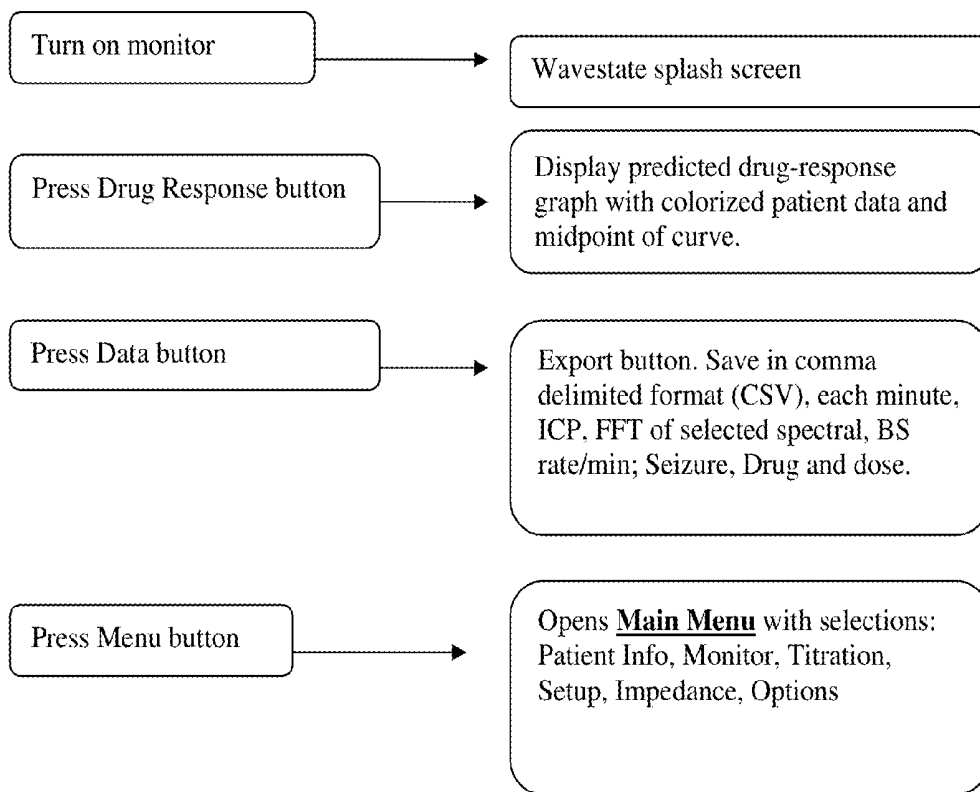 Turn on monitor
Wavestate splash screen
Press Drug Response button
Display predicted drug-response
graph with colorized patient data and
midpoint of curve.
Press Data button
Export button. Save in comma
delimited format (CSV), each minute,
ICP, FFT of selected spectral, BS
rate/min; Seizure, Drug and dose.
Press Menu button
Opens Main Menu with selections:
Patient Info, Monitor, Titration,
Setup, Impedance, Options